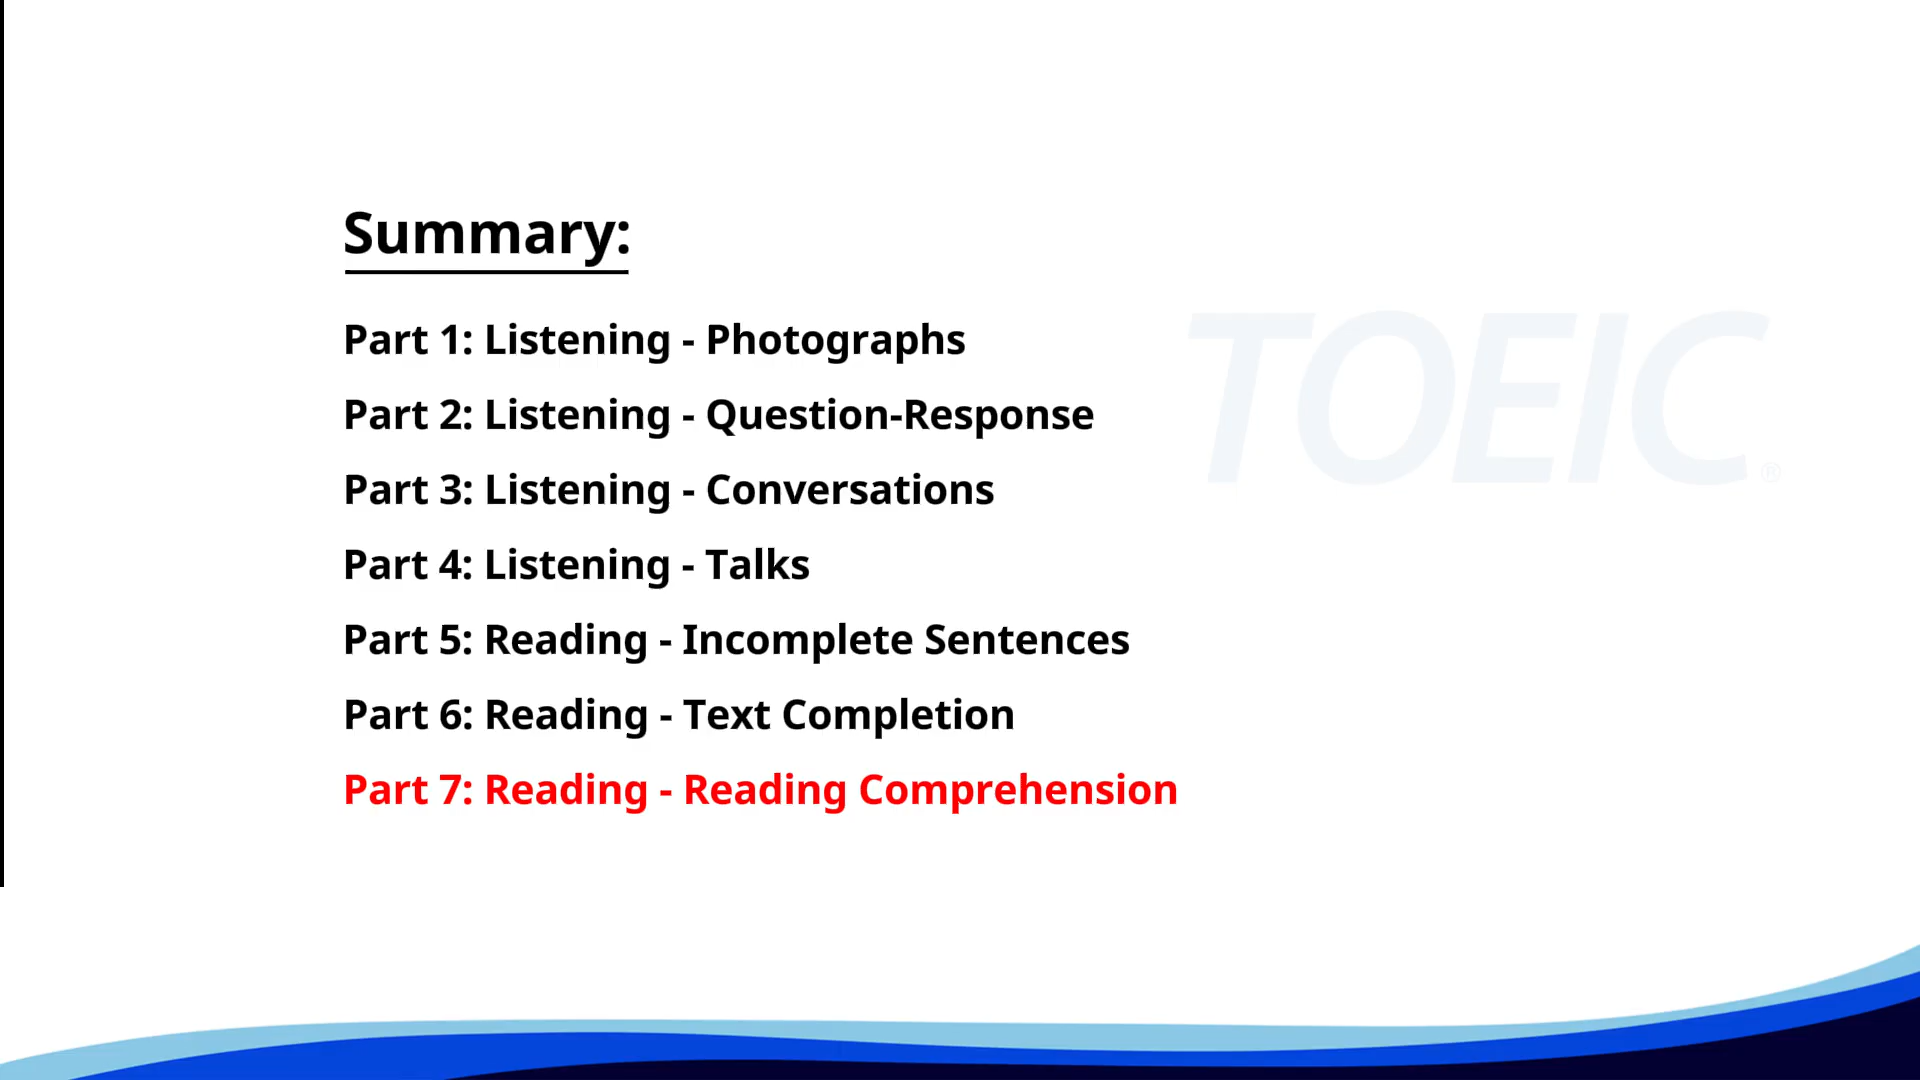 Summary:
Part 1: Listening - Photographs
Part 2: Listening - Question-Response
Part 3: Listening - Conversations
Part 4: Listening - Talks
Part 5: Reading - Incomplete Sentences
Part 6: Reading - Text Completion
Part 7: Reading - Reading Comprehension
TOEIC®